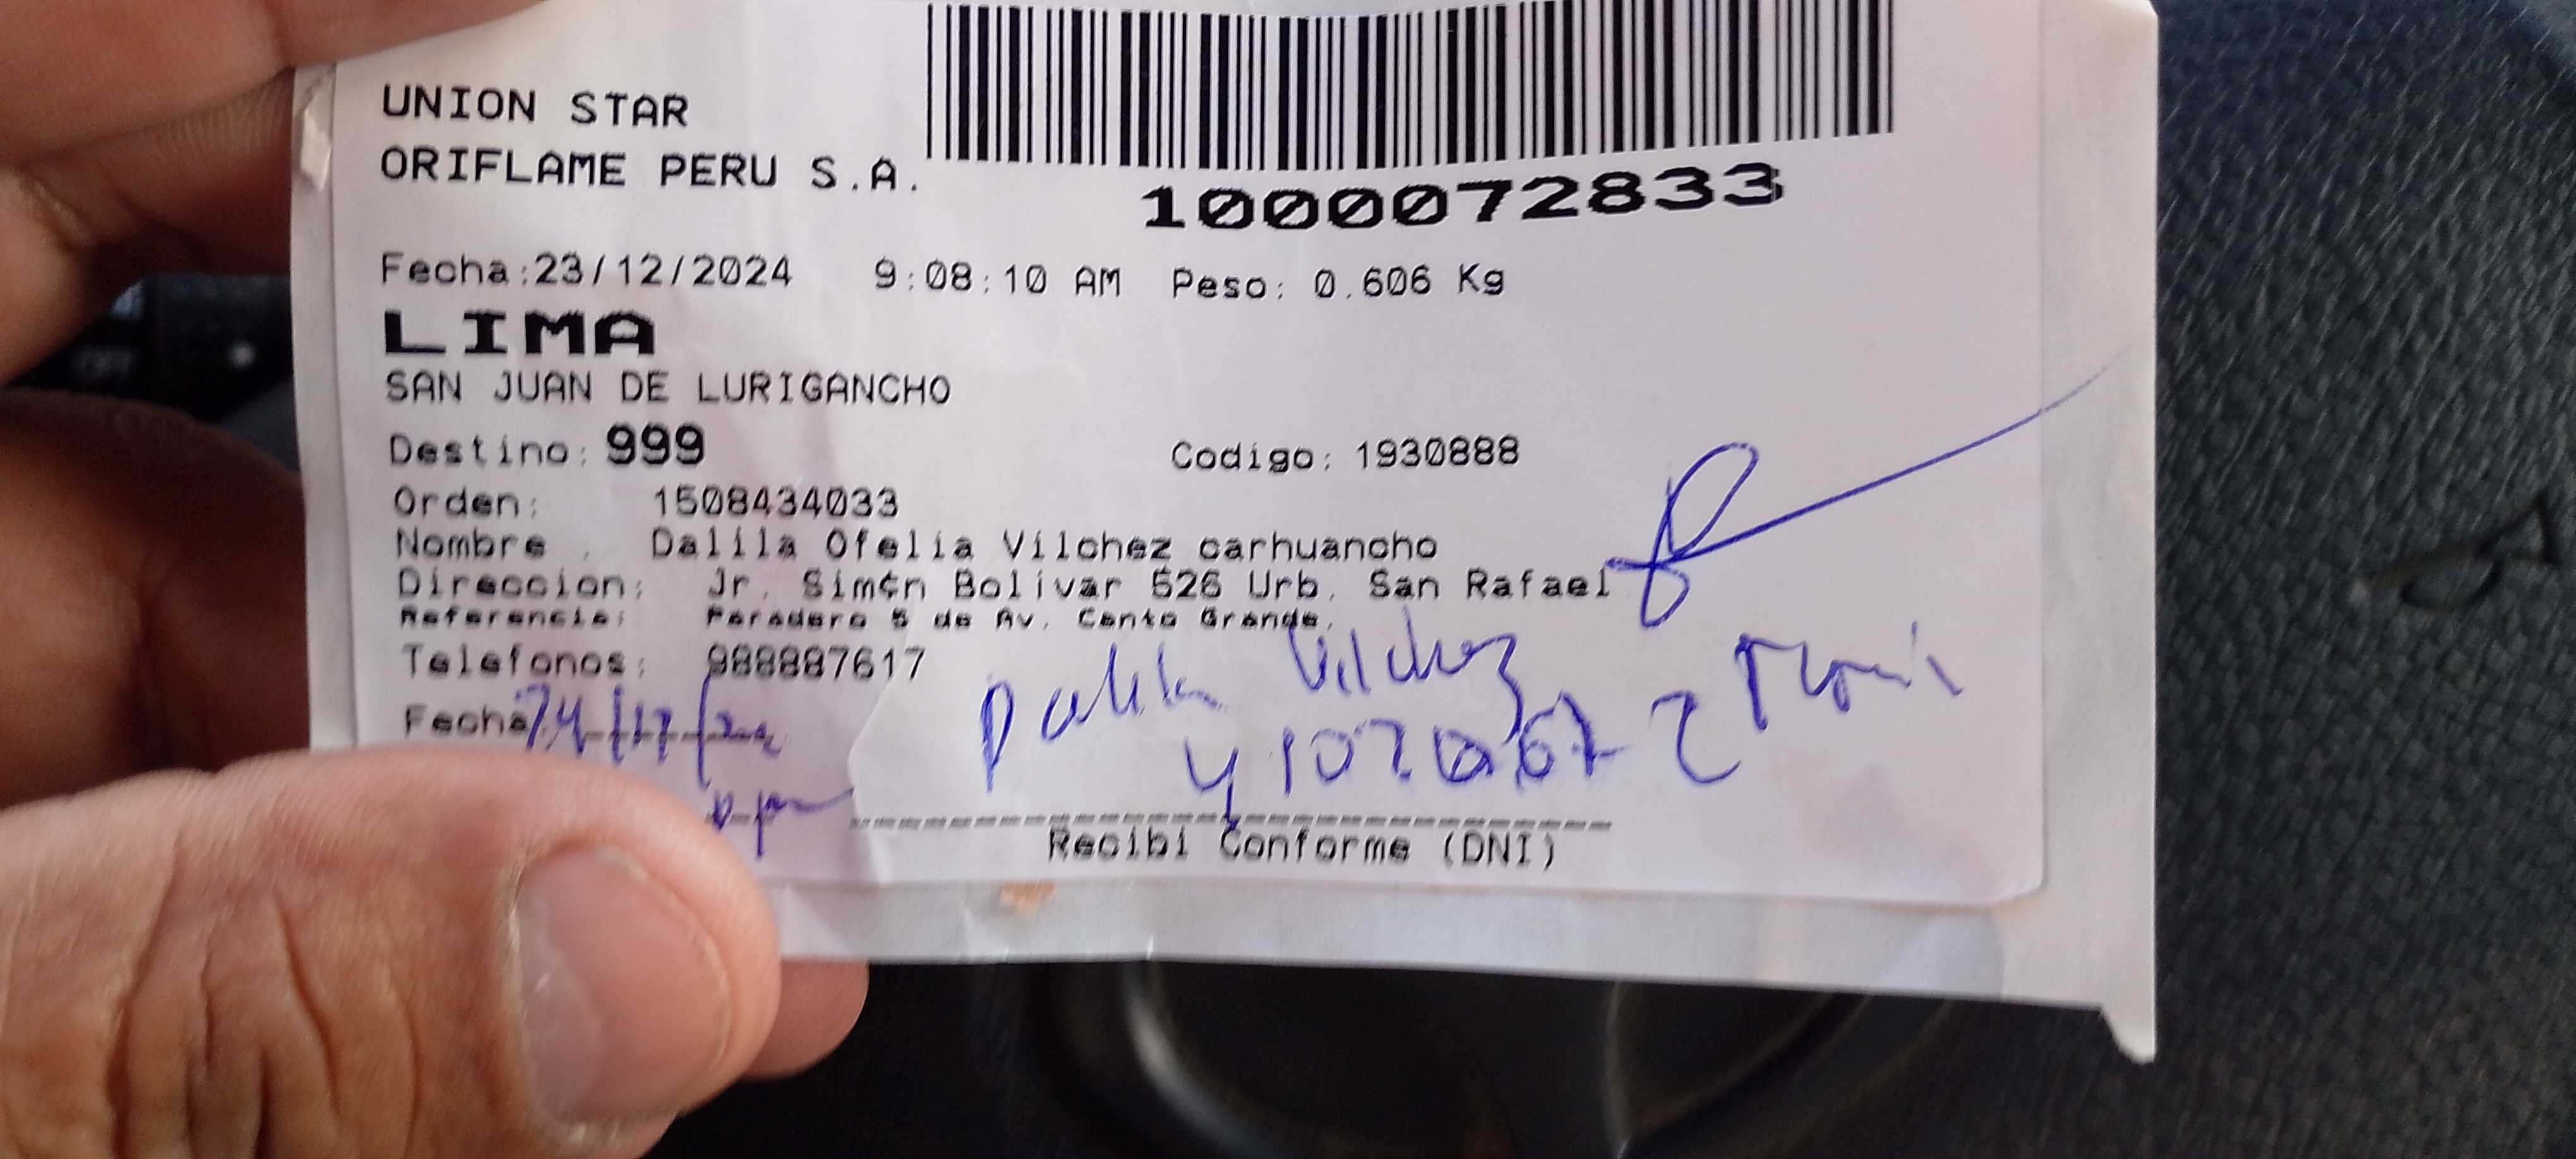 UNION STAR
ORIFLAME PERU S.A.
1000072833
Fecha:23/12/2024 9:08:10 AM Peso: 0.606 Kg
LIMA
SAN JUAN DE LURIGANCHO
Destino: 999 Codigo: 1930888
Orden: 1508434033
Nombre : Dalila Ofelia Vilchez carhuancho
Direccion: Jr. Sim¢n Bolivar 526 Urb. San Rafael
Referencia: Paradero 5 de Av. Canto Grande.
Telefonos: 988887617
Dalila Vilchez
Fecha:
Recibi Conforme (DNI)